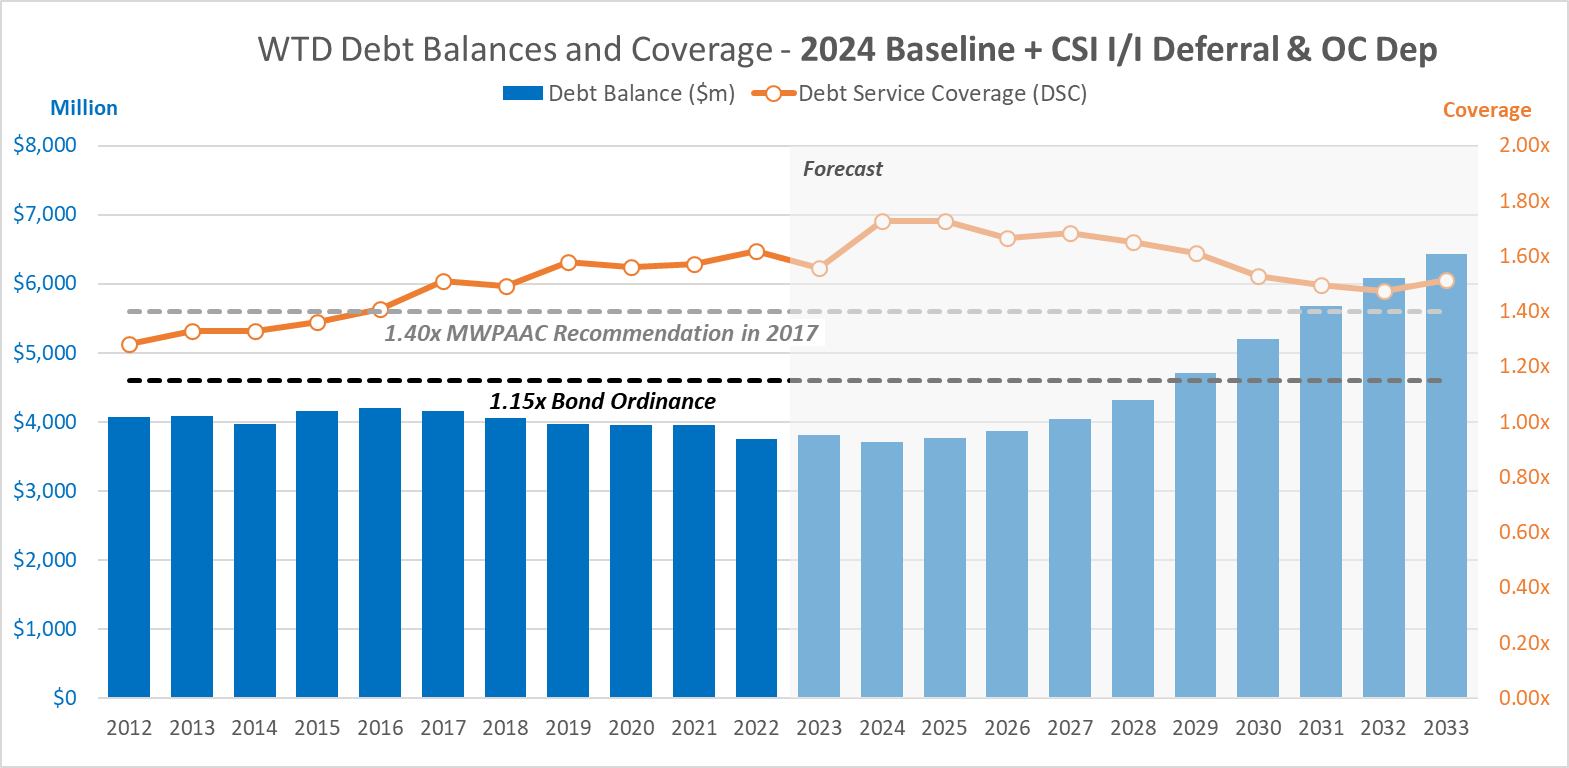 WTD Debt Balances and Coverage - 2024 Baseline + CSI I/I Deferral & OC Dep
Debt Balance ($m) Debt Service Coverage (DSC)
Million
Coverage
$8,000
$7,000
$6,000
$5,000
$4,000
$3,000
$2,000
$1,000
$0
Forecast
1.40x MWPAAC Recommendation in 2017
1.15x Bond Ordinance
2.00x
1.80x
1.60x
1.40x
1.20x
1.00x
0.80x
0.60x
0.40x
0.20x
0.00x
2012 2013 2014 2015 2016 2017 2018 2019 2020 2021 2022 2023 2024 2025 2026 2027 2028 2029 2030 2031 2032 2033